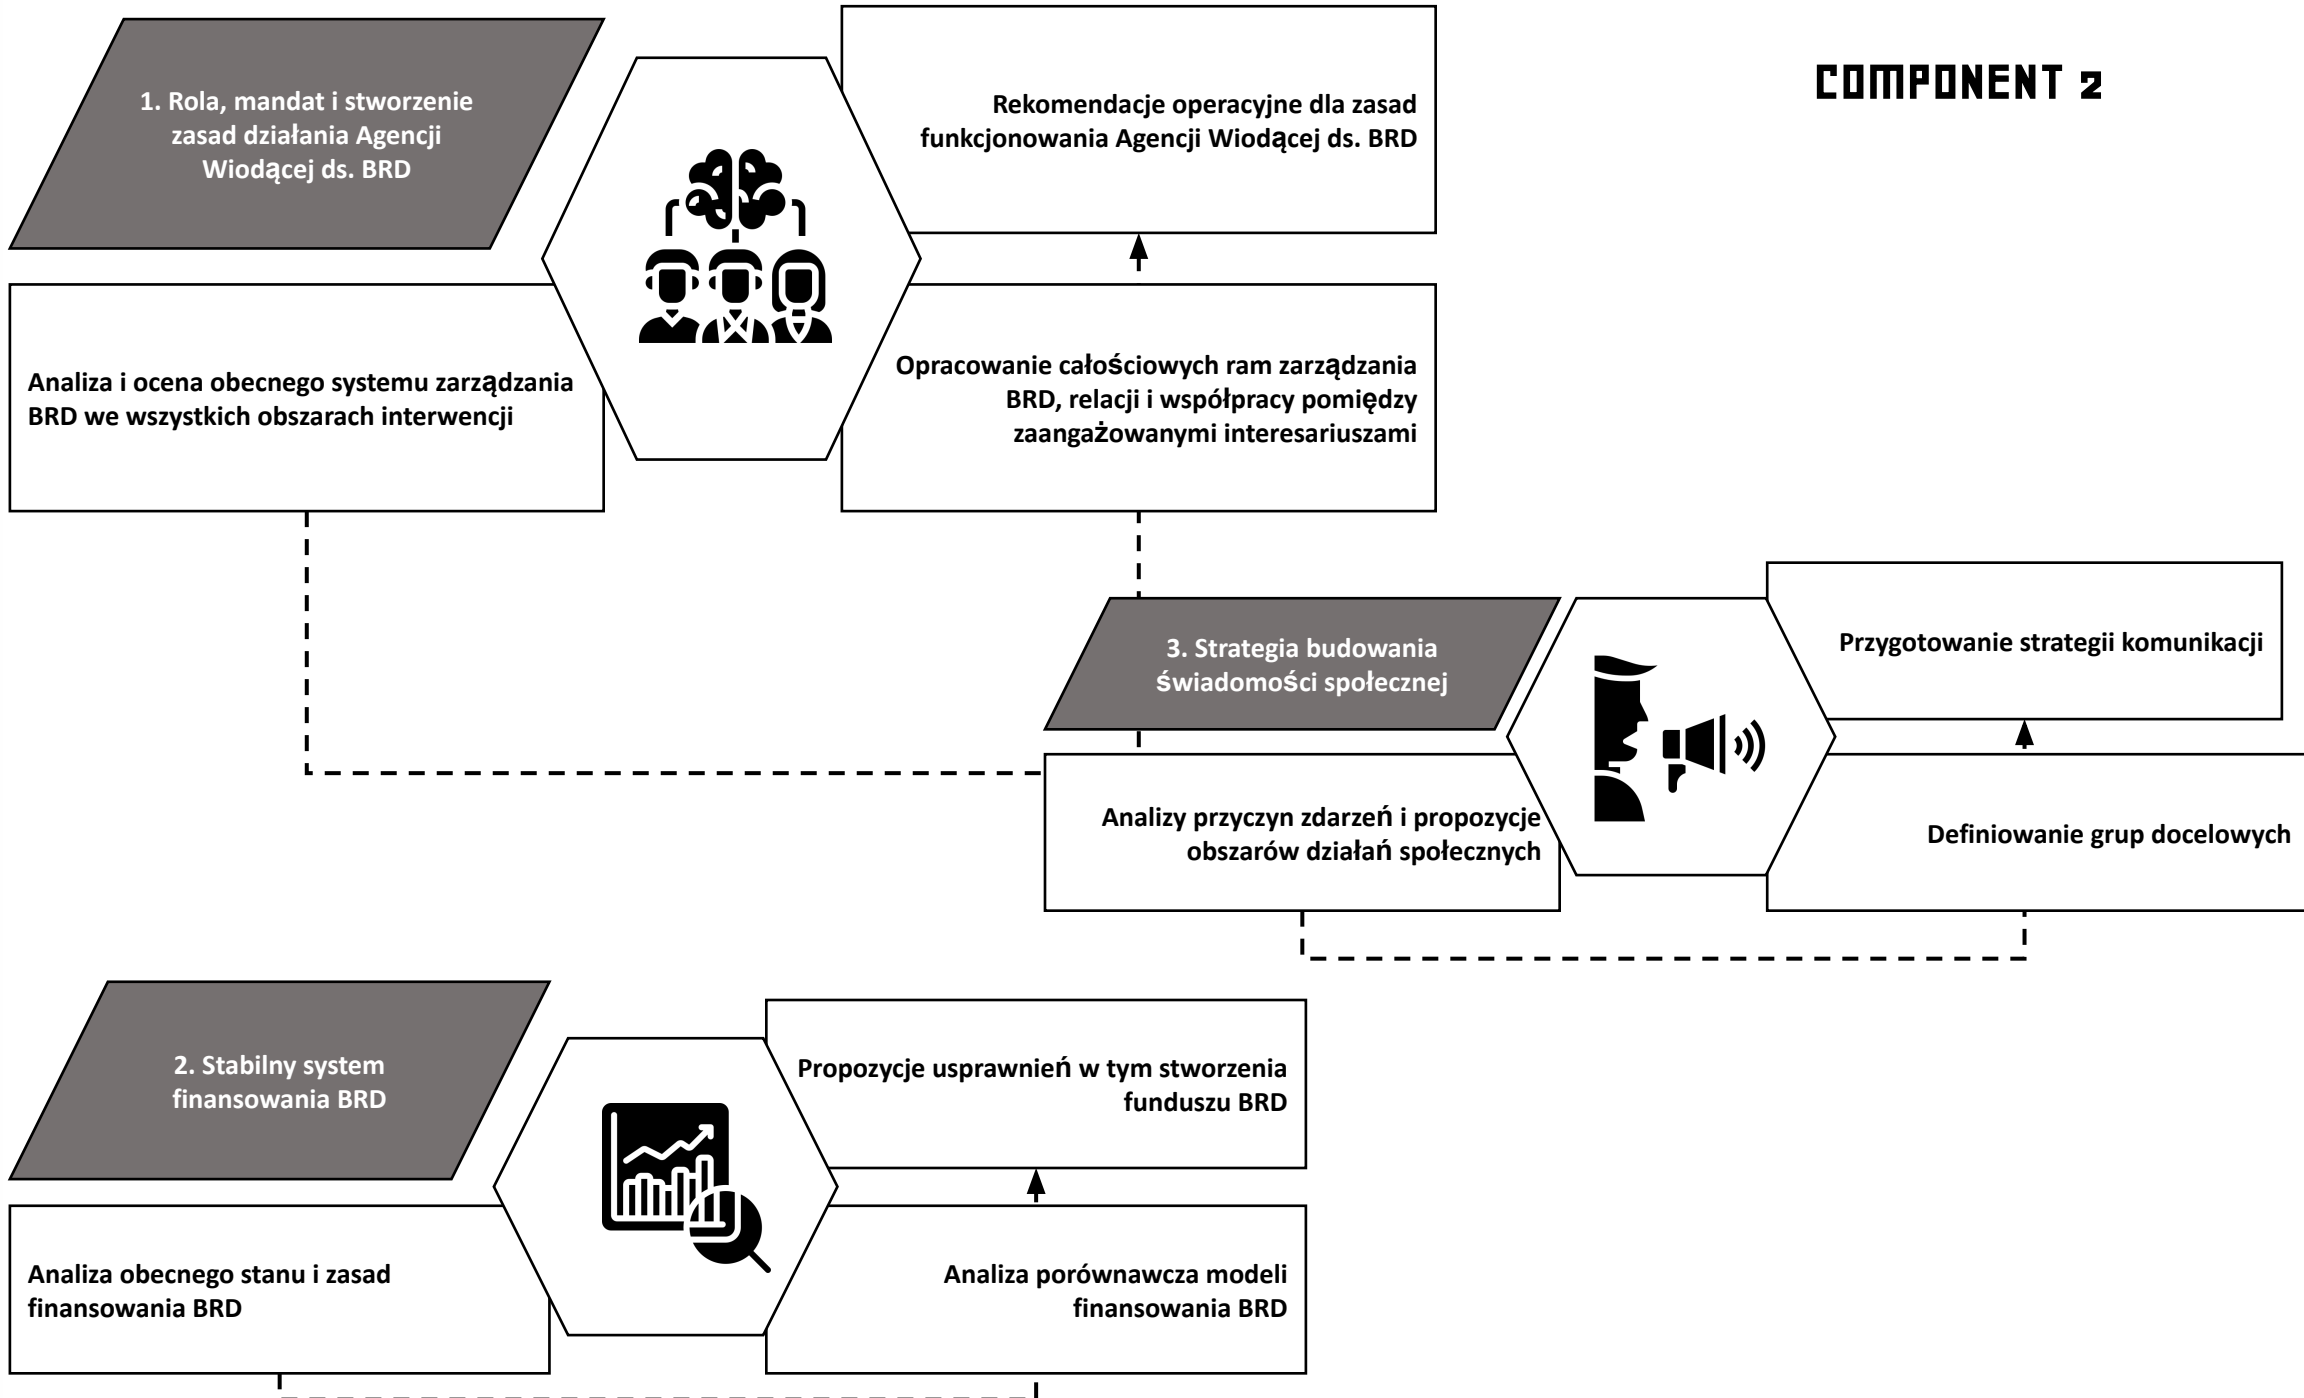 COMPONENT 2
1. Rola, mandat i stworzenie
zasad działania Agencji
Wiodącej ds. BRD
Rekomendacje operacyjne dla zasad
funkcjonowania Agencji Wiodącej ds. BRD
Analiza i ocena obecnego systemu zarządzania
BRD we wszystkich obszarach interwencji
Opracowanie całościowych ram zarządzania
BRD, relacji i współpracy pomiędzy
zaangażowanymi interesariuszami
3. Strategia budowania
świadomości społecznej
Przygotowanie strategii komunikacji
Analizy przyczyn zdarzeń i propozycje
obszarów działań społecznych
Definiowanie grup docelowych
2. Stabilny system
finansowania BRD
Propozycje usprawnień w tym stworzenia
funduszu BRD
Analiza obecnego stanu i zasad
finansowania BRD
Analiza porównawcza modeli
finansowania BRD